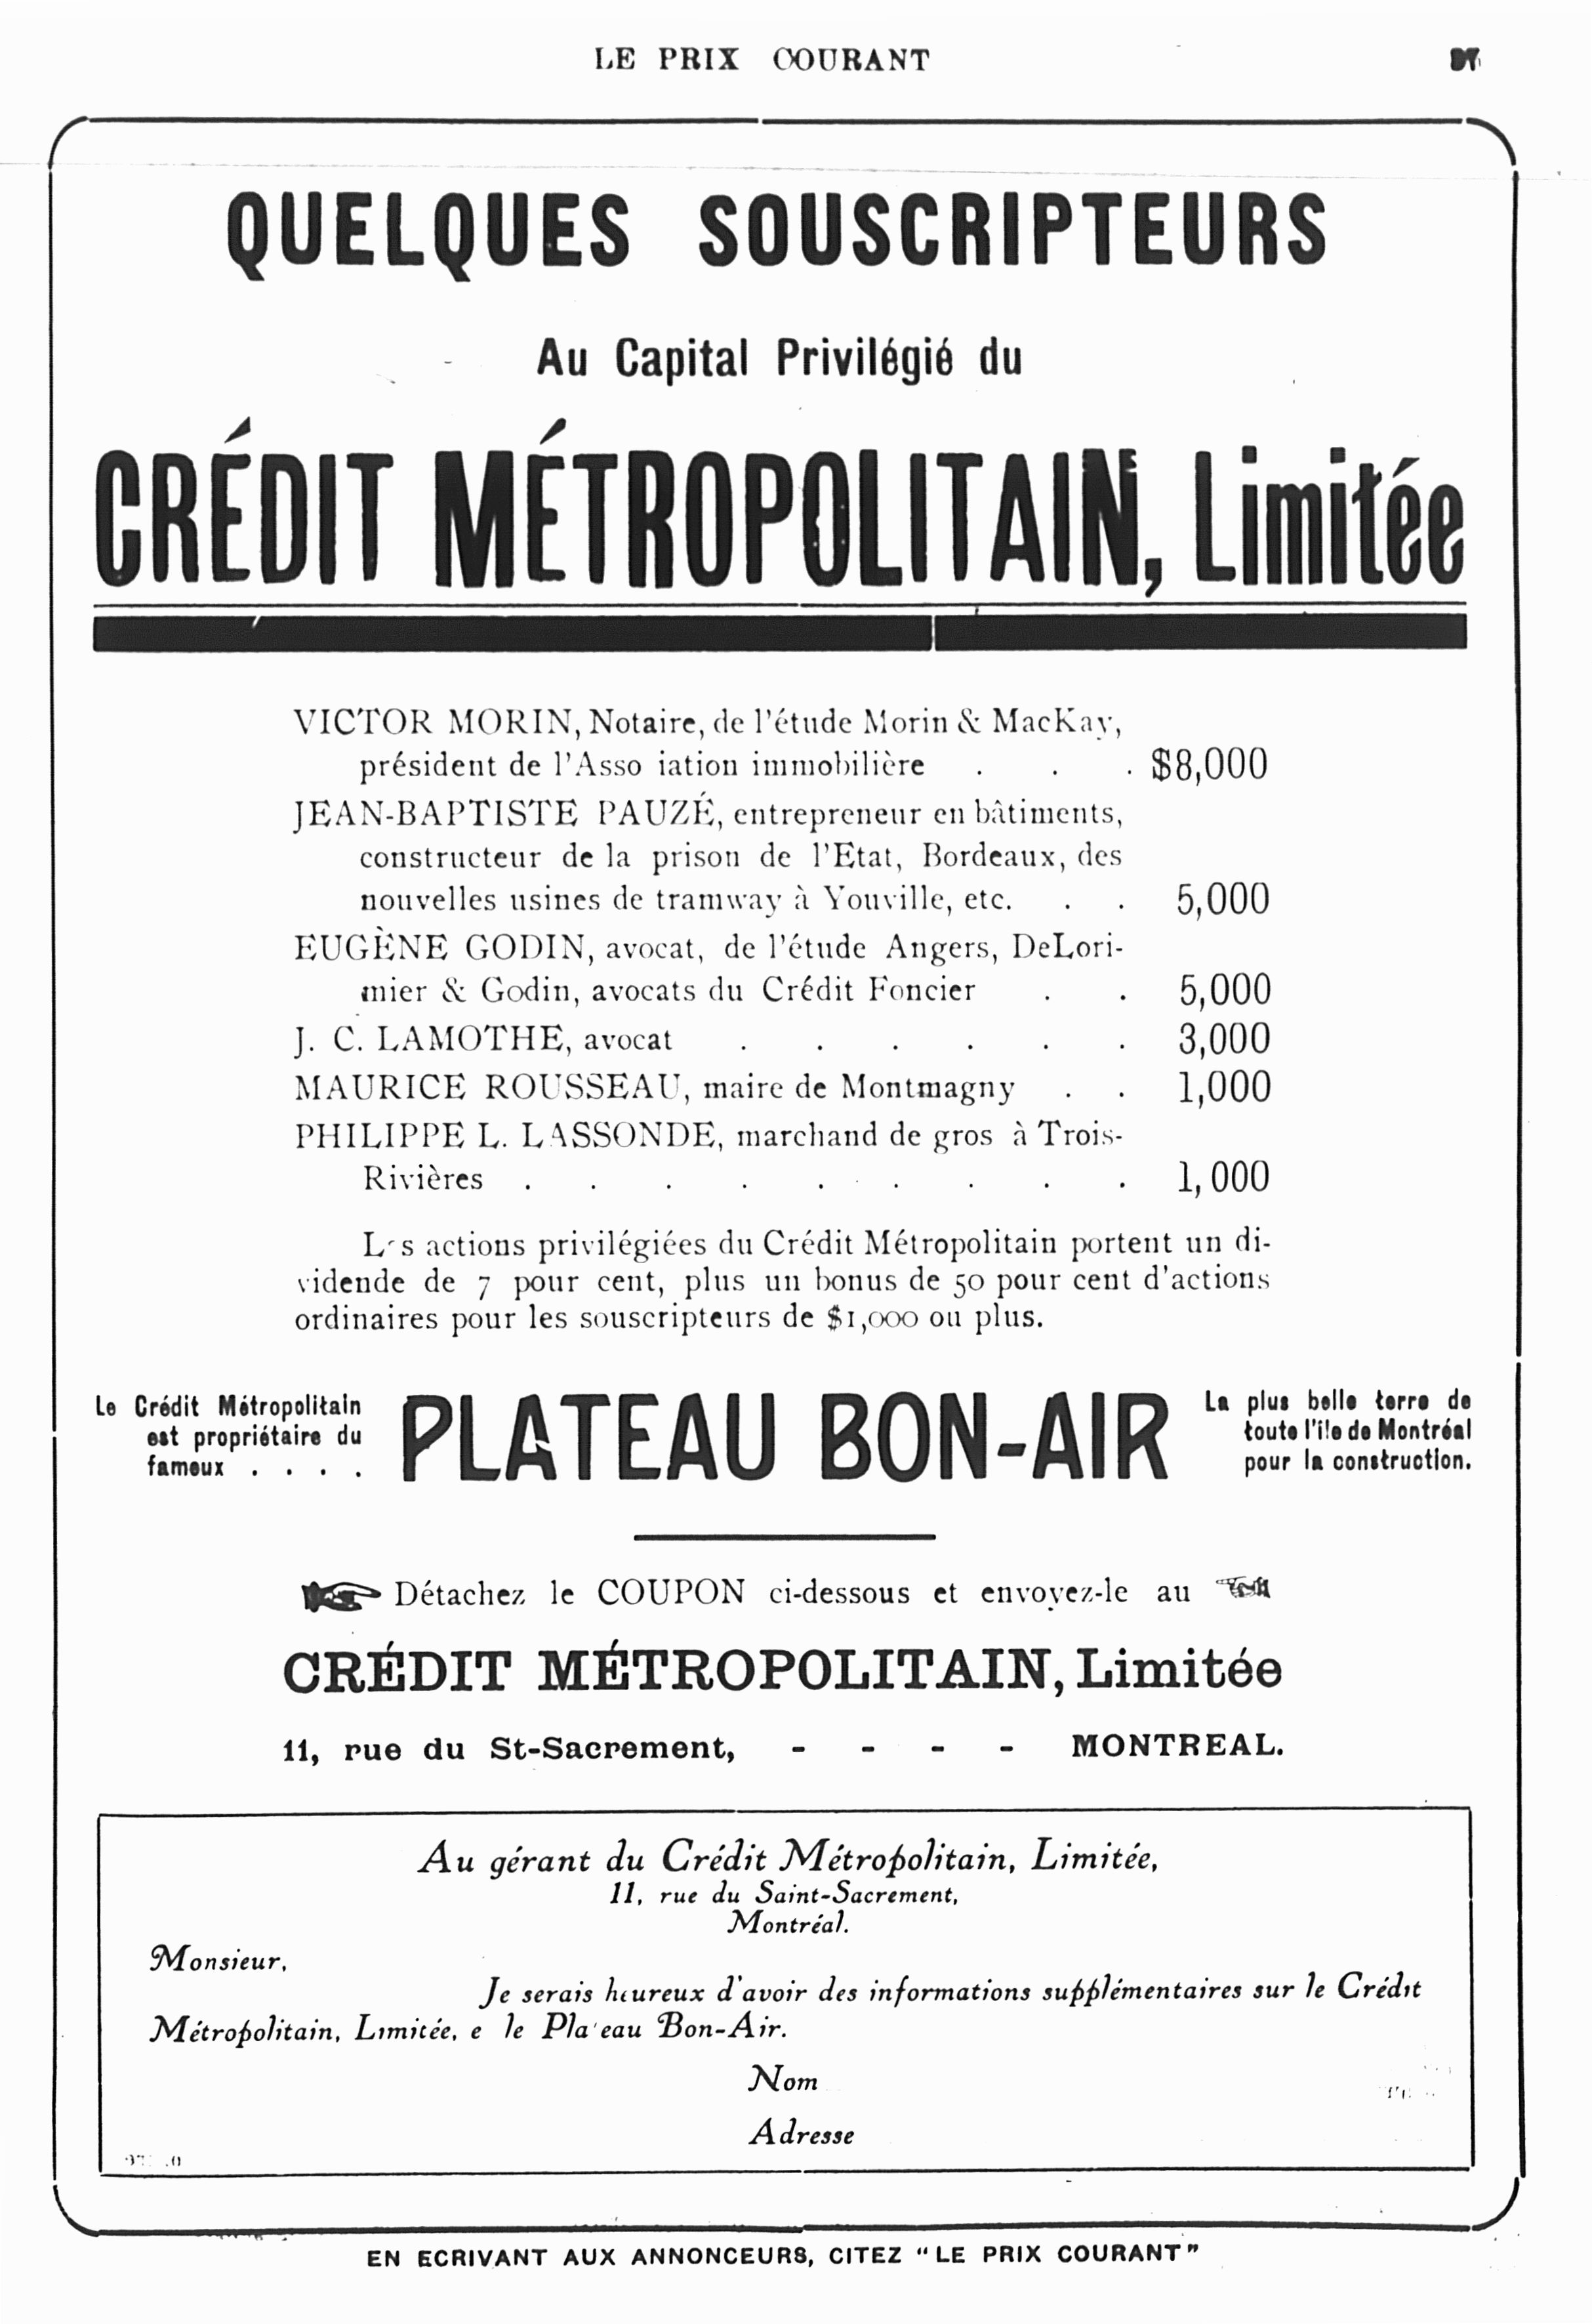 LE PRIX COURANT
QUELQUES SOUSCRIPTEURS
Au Capital Privilégié du
CRÉDIT MÉTROPOLITAIN, Limitée
VICTOR MORIN, Notaire, de l'étude Morin & MacKay,
président de l'Asso iation immobilière . . . $8,000
JEAN-BAPTISTE PAUZÉ, entrepreneur en bâtiments,
constructeur de la prison de l'Etat, Bordeaux, des
nouvelles usines de tramway à Youville, etc. . . 5,000
EUGÈNE GODIN, avocat, de l'étude Angers, DeLori-
mier & Godin, avocats du Crédit Foncier . . 5,000
J. C. LAMOTHE, avocat . . . . . . 3,000
MAURICE ROUSSEAU, maire de Montmagny . . 1,000
PHILIPPE L. LASSONDE, marchand de gros à Trois-
Rivières . . . . . . . . . 1,000
L s actions privilégiées du Crédit Métropolitain portent un di-
vidende de 7 pour cent, plus un bonus de 50 pour cent d'actions
ordinaires pour les souscripteurs de $1,000 ou plus.
Le Crédit Métropolitain
est propriétaire du
fameux . . . .
PLATEAU BON-AIR
La plus belle terre de
toute l'île de Montréal
pour la construction.
Détachez le COUPON ci-dessous et envoyez-le au
CRÉDIT MÉTROPOLITAIN, Limitée
11, rue du St-Sacrement, - - - - MONTREAL.
Au gérant du Crédit Métropolitain, Limitée,
11, rue du Saint-Sacrement,
Montréal.
Monsieur,
Je serais heureux d'avoir des informations supplémentaires sur le Crédit
Métropolitain, Limitée, e le Pla'eau Bon-Air.
Nom
Adresse
EN ECRIVANT AUX ANNONCEURS, CITEZ "LE PRIX COURANT"